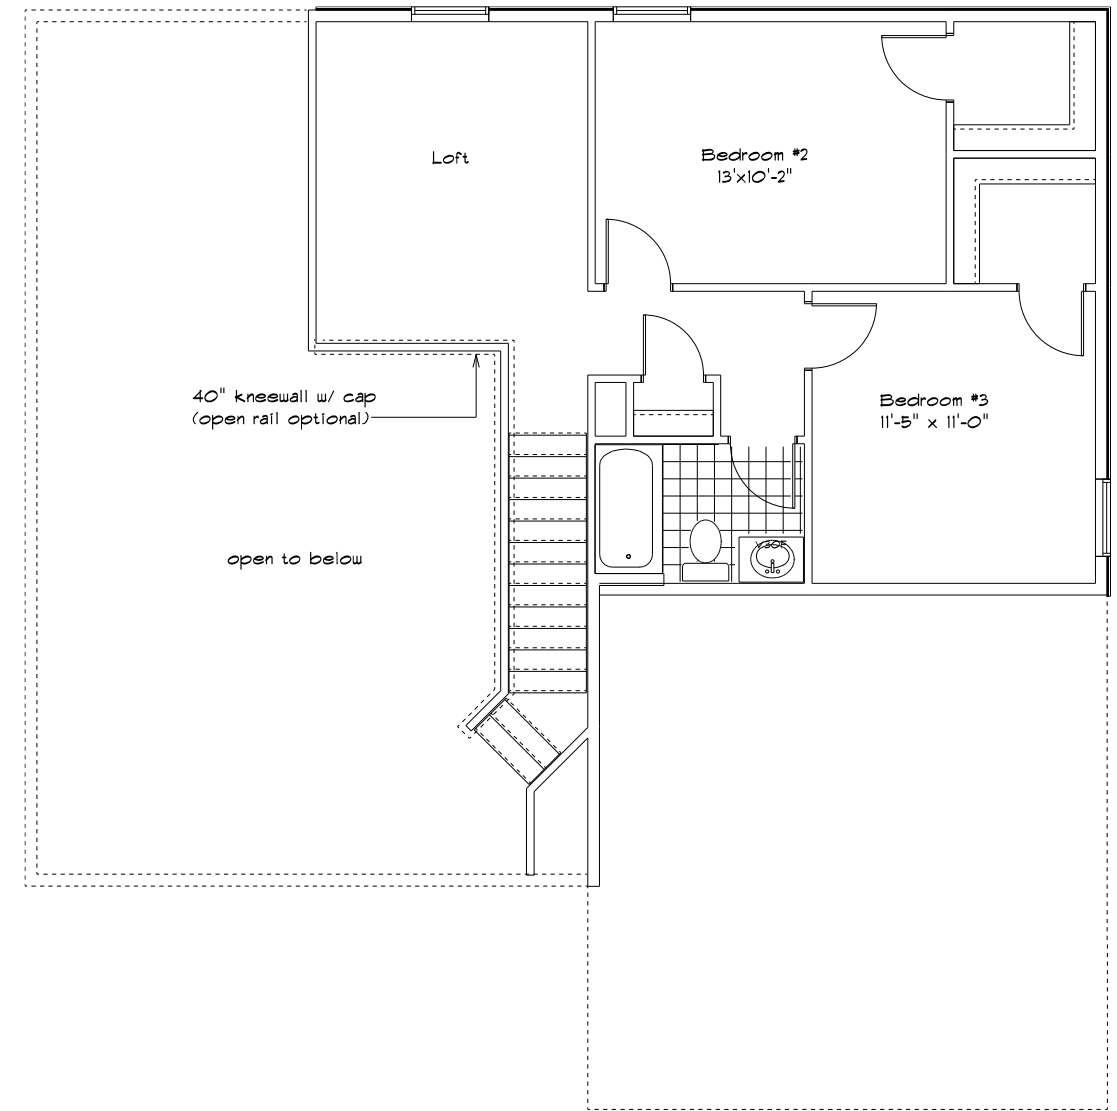 Loft
Bedroom #2
13'x10'-2"
40" kneewall w/ cap
(open rail optional)
Bedroom #3
11'-5" x 11'-0"
open to below